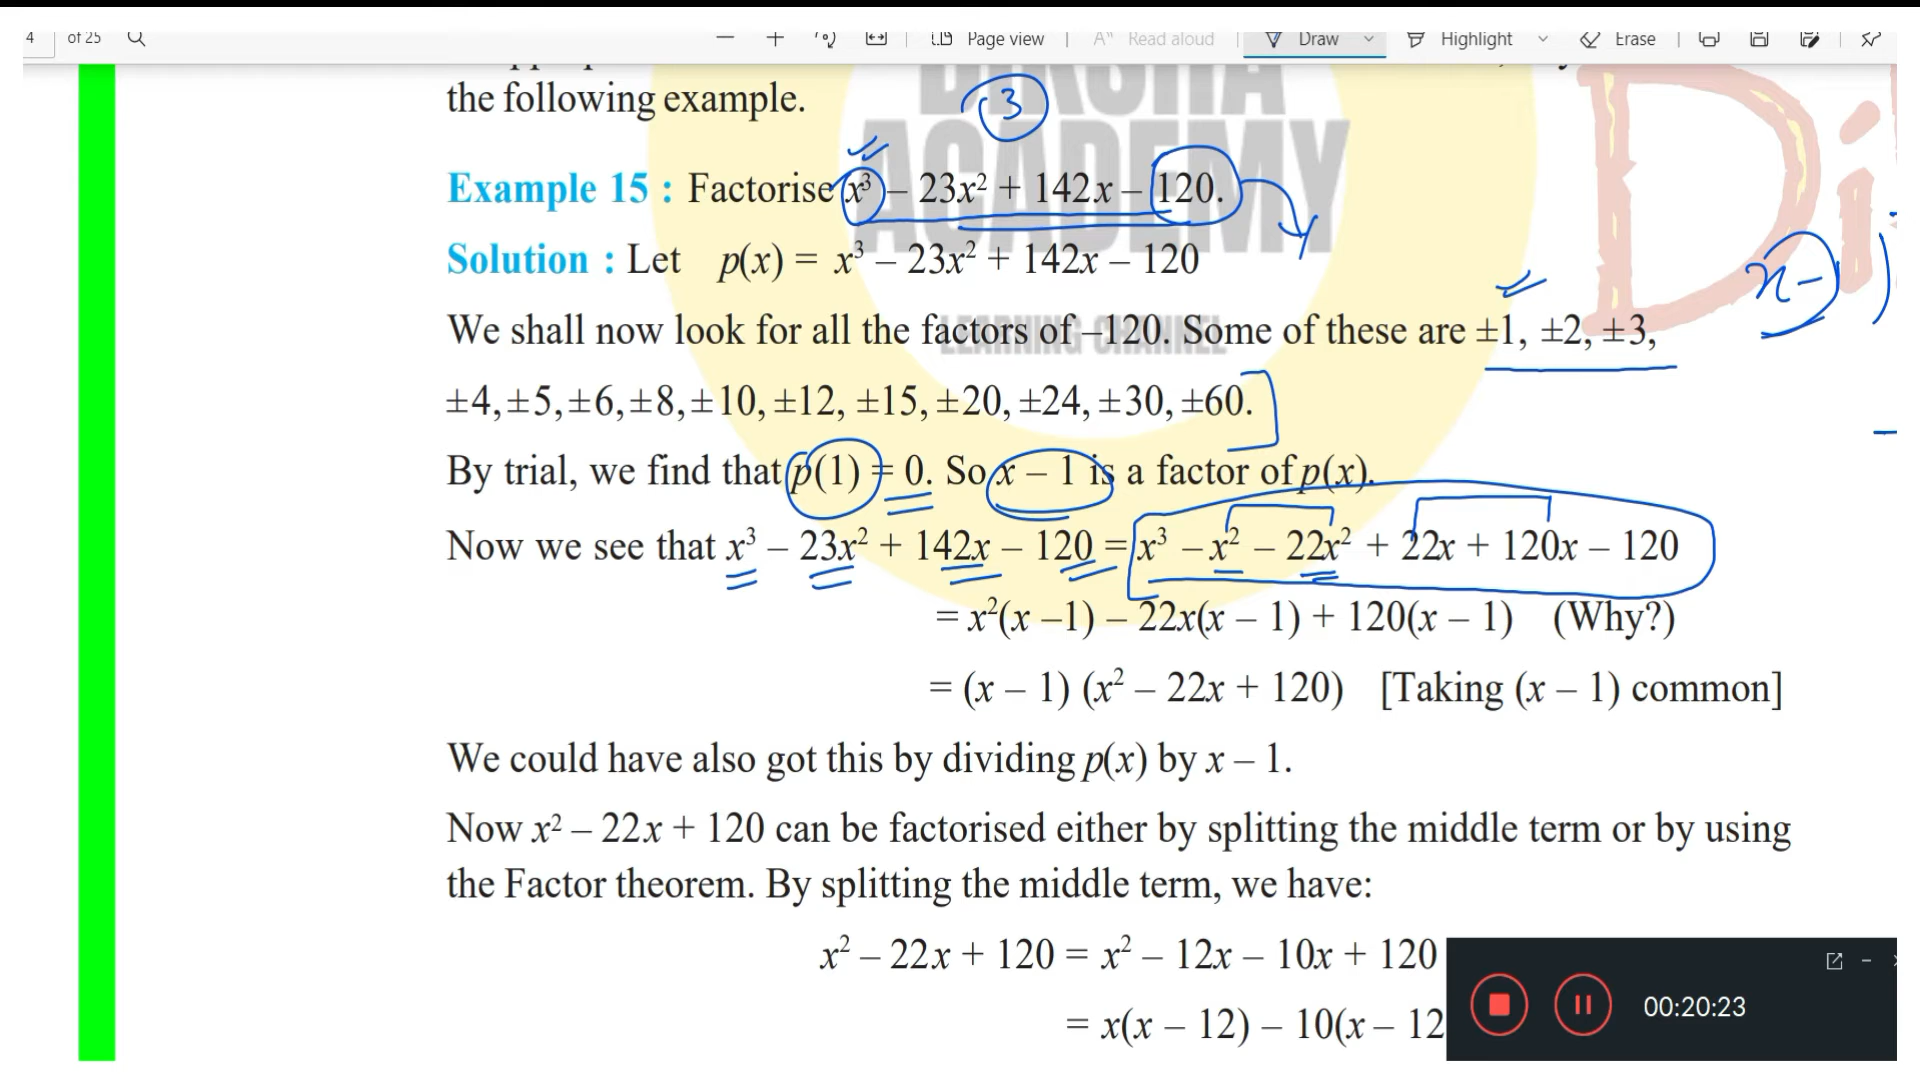 4 of 25 Page view Read aloud Draw Highlight Erase
the following example.
3
Example 15 : Factorise x³ – 23x² + 142x – 120.
Solution : Let p(x) = x³ – 23x² + 142x – 120
x-1)
We shall now look for all the factors of –120. Some of these are ±1, ±2, ±3,
±4, ±5, ±6, ±8, ±10, ±12, ±15, ±20, ±24, ±30, ±60.
By trial, we find that p(1) = 0. So x – 1 is a factor of p(x).
Now we see that x³ – 23x² + 142x – 120 = x³ – x² – 22x² + 22x + 120x – 120
= x²(x –1) – 22x(x – 1) + 120(x – 1) (Why?)
= (x – 1) (x² – 22x + 120) [Taking (x – 1) common]
We could have also got this by dividing p(x) by x – 1.
Now x² – 22x + 120 can be factorised either by splitting the middle term or by using
the Factor theorem. By splitting the middle term, we have:
x² – 22x + 120 = x² – 12x – 10x + 120
= x(x – 12) – 10(x – 12
00:20:23
DIKSHA
ACADEMY
LEARNING CHANNEL
Di